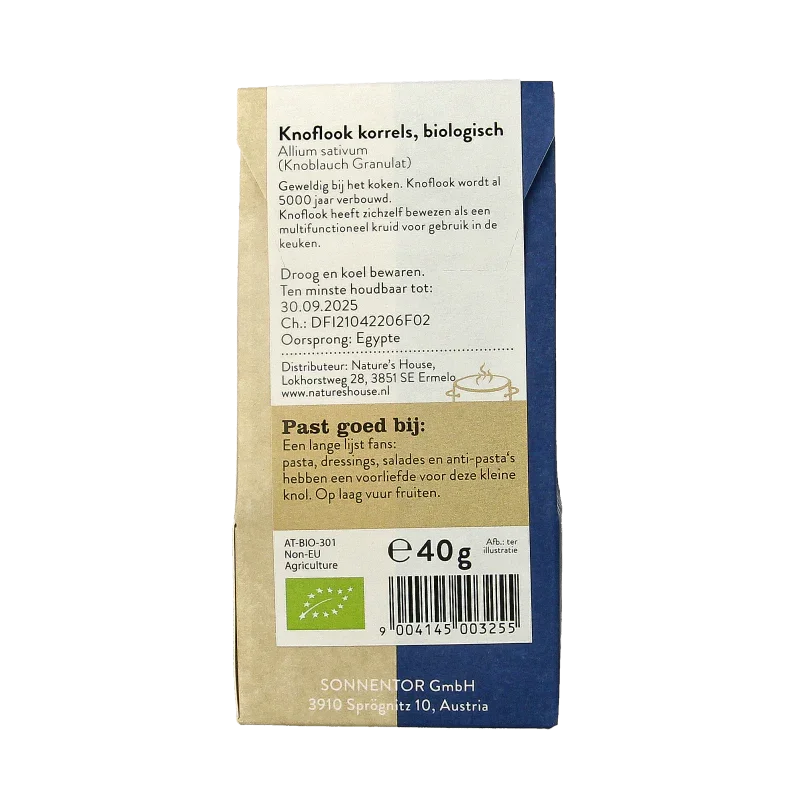 Knoflook korrels, biologisch
Allium sativum
(Knoblauch Granulat)
Geweldig bij het koken. Knoflook wordt al
5000 jaar verbouwd.
Knoflook heeft zichzelf bewezen als een
multifunctioneel kruid voor gebruik in de
keuken.
Droog en koel bewaren.
Ten minste houdbaar tot:
30.09.2025
Ch.: DFI21042206F02
Oorsprong: Egypte
Distributeur: Nature's House,
Lokhorstweg 28, 3851 SE Ermelo
www.natureshouse.nl
Past goed bij:
Een lange lijst fans:
pasta, dressings, salades en anti-pasta's
hebben een voorliefde voor deze kleine
knol. Op laag vuur fruiten.
AT-BIO-301
Non-EU
Agriculture
℮40g
Afb.: ter
illustratie
9 004145 003255
SONNENTOR GmbH
3910 Sprögnitz 10, Austria